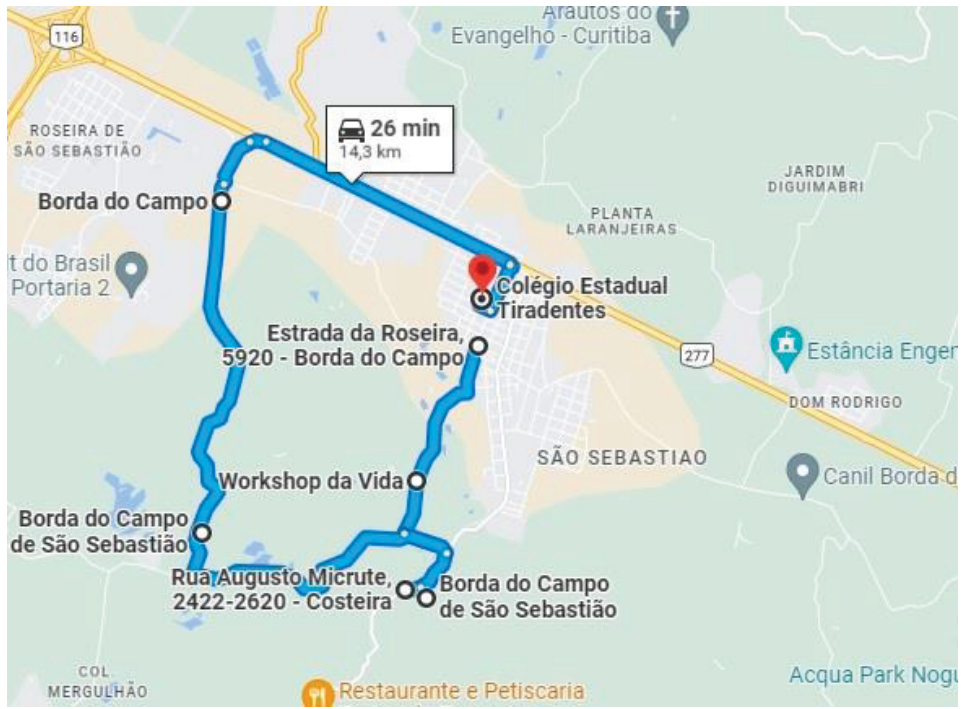 Arautos do
Evangelho - Curitiba
116
26 min
14,3 km
ROSEIRA DE
SÃO SEBASTIÃO
JARDIM
DIGUIMABRI
Borda do Campo
PLANTA
LARANJEIRAS
t do Brasil
Portaria 2
Colégio Estadual
Tiradentes
Estrada da Roseira,
5920 - Borda do Campo
277
Estância Engen
DOM RODRIGO
SÃO SEBASTIAO
Workshop da Vida
Canil Borda d
Borda do Campo
de São Sebastião
Rua Augusto Micrute,
2422-2620 - Costeira
Borda do Campo
de São Sebastião
COL
MERGULHÃO
Acqua Park Nogu
Restaurante e Petiscaria